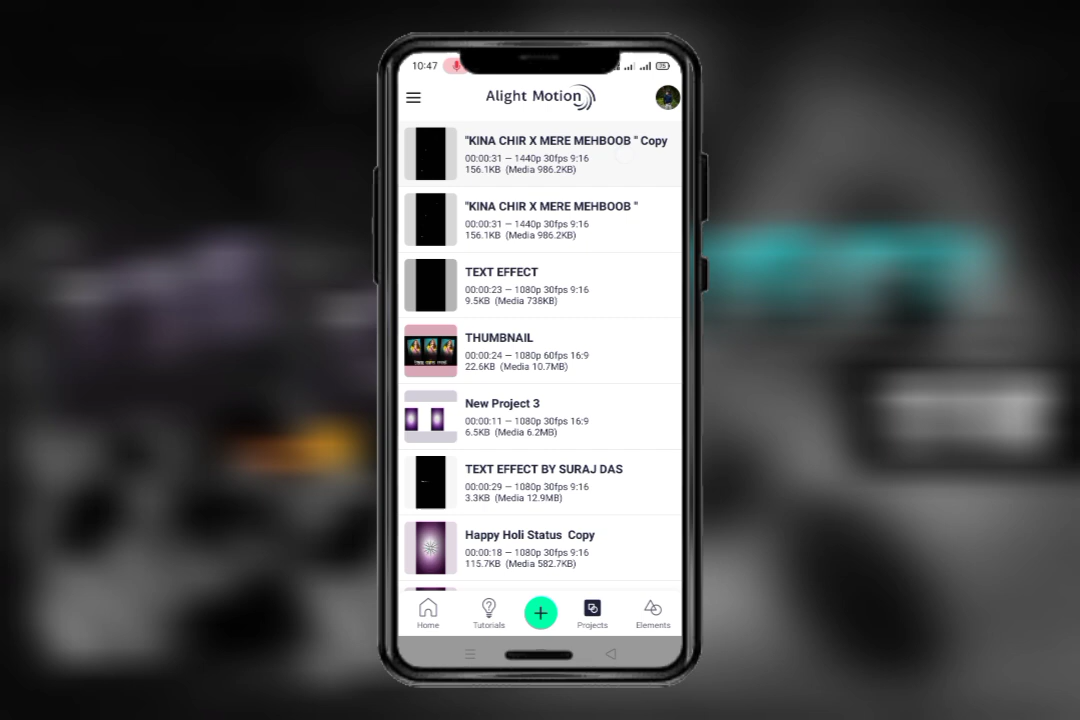 10:47
35
Alight Motion
"KINA CHIR X MERE MEHBOOB " Copy
00:00:31 — 1440p 30fps 9:16
156.1KB (Media 986.2KB)
"KINA CHIR X MERE MEHBOOB "
00:00:31 — 1440p 30fps 9:16
156.1KB (Media 986.2KB)
TEXT EFFECT
00:00:23 — 1080p 30fps 9:16
9.5KB (Media 738KB)
THUMBNAIL
00:00:24 — 1080p 60fps 16:9
22.6KB (Media 10.7MB)
New Project 3
00:00:11 — 1080p 30fps 16:9
6.5KB (Media 6.2MB)
TEXT EFFECT BY SURAJ DAS
00:00:29 — 1080p 30fps 9:16
3.3KB (Media 12.9MB)
Happy Holi Status Copy
00:00:18 — 1080p 30fps 9:16
115.7KB (Media 582.7KB)
Home
Tutorials
Projects
Elements